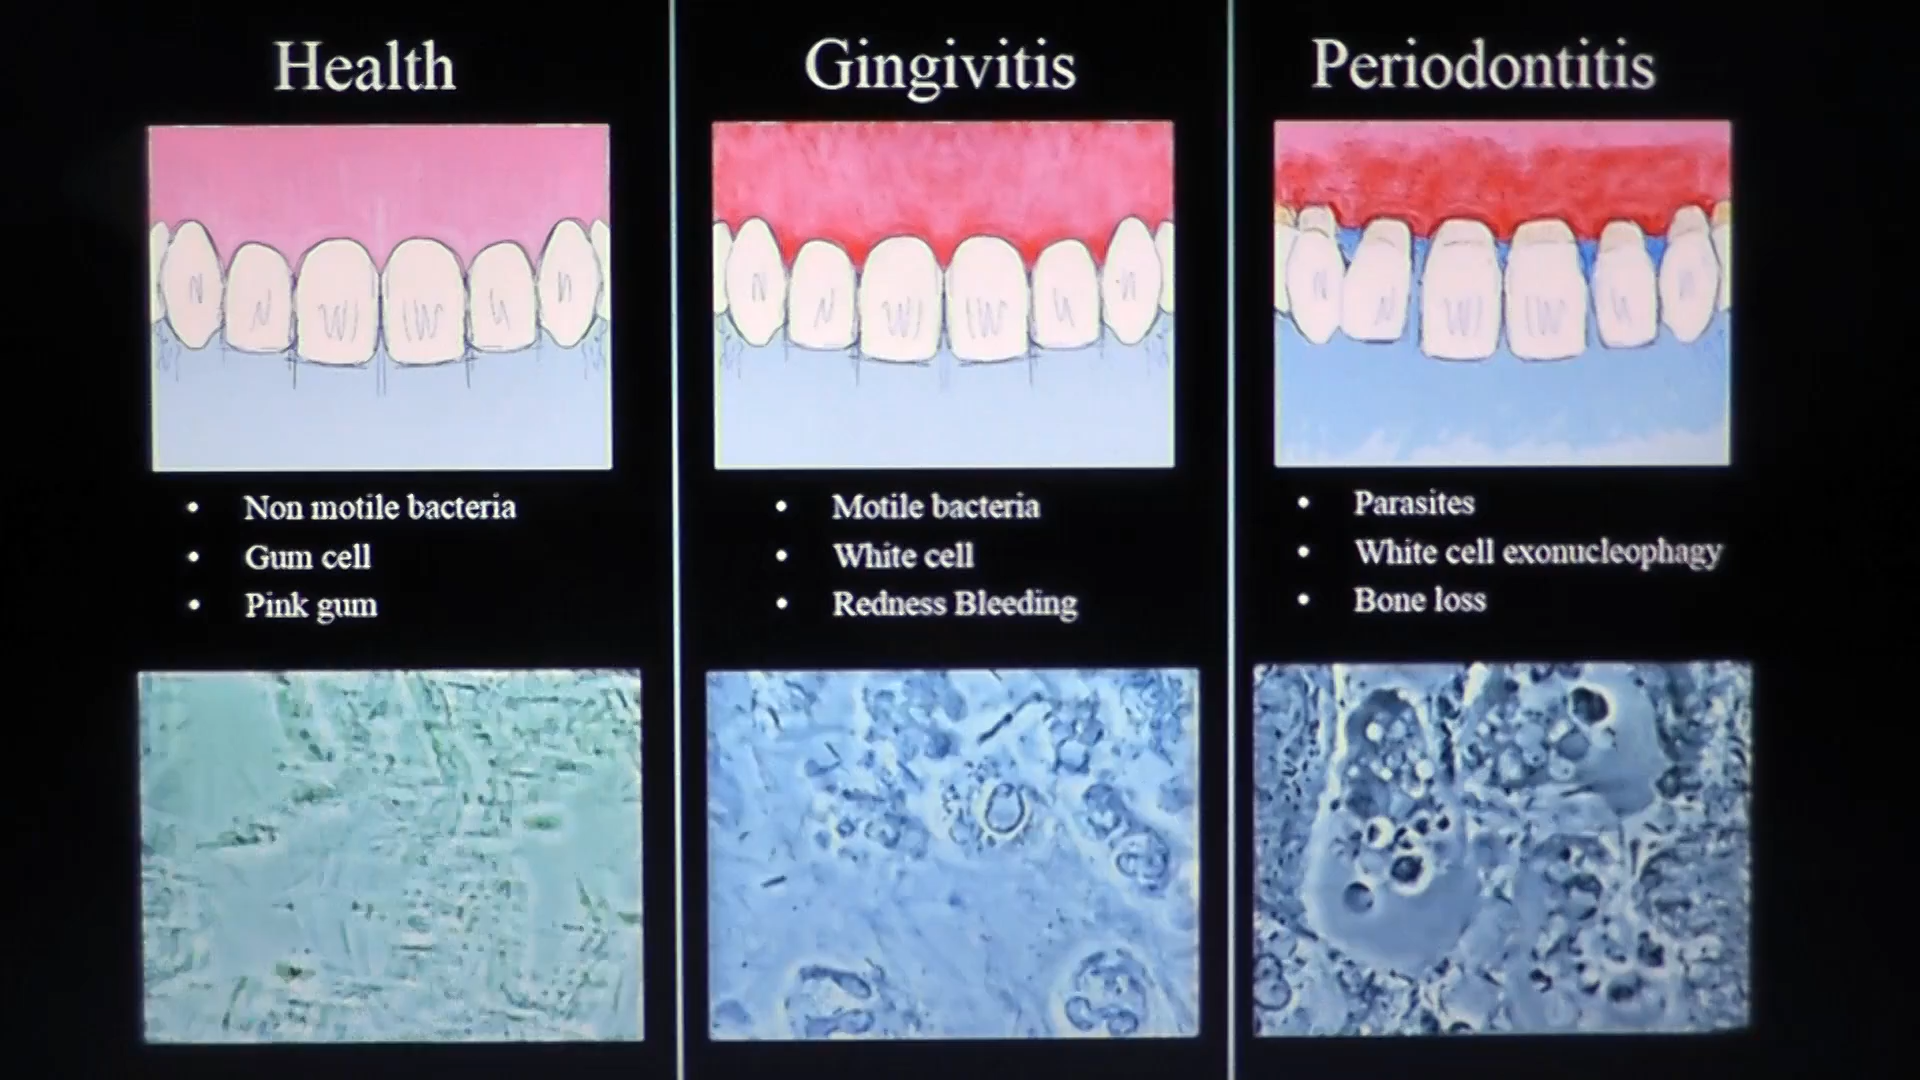 Health
Non motile bacteria
Gum cell
Pink gum
Gingivitis
Motile bacteria
White cell
Redness Bleeding
Periodontitis
Parasites
White cell exonucleophagy
Bone loss